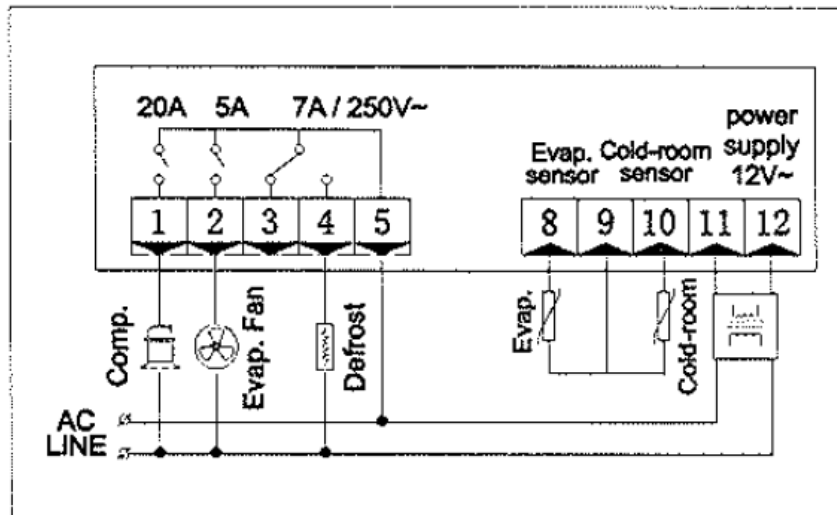 20A 5A 7A / 250V~
power
supply
12V~
Evap. Cold-room
sensor sensor
1 2 3 4 5
8 9 10 11 12
Comp.
Evap. Fan
Defrost
Evap.
Cold-room
AC
LINE